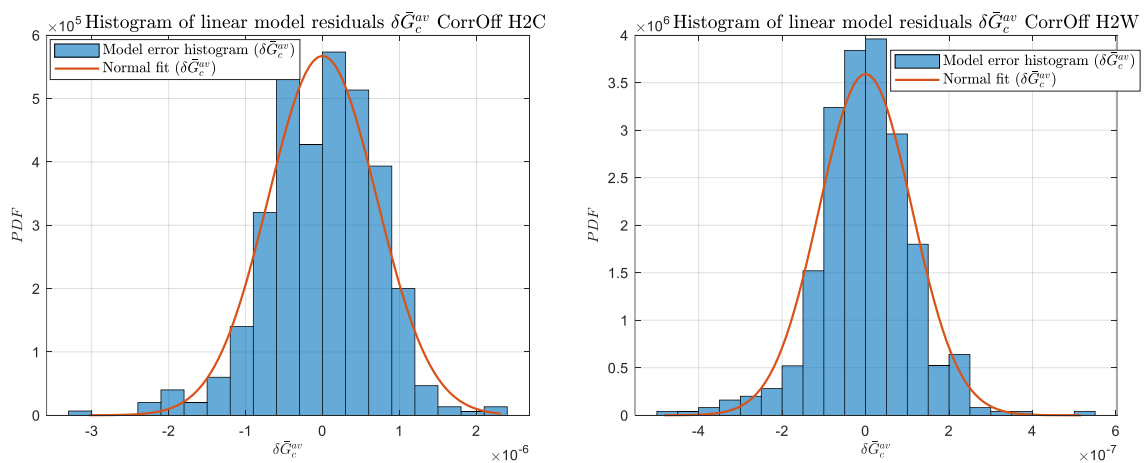 ×10^5
Histogram of linear model residuals δḠ_c^{av} CorrOff H2C
Model error histogram (δḠ_c^{av})
Normal fit (δḠ_c^{av})
6
5
4
3
2
1
0
PDF
-3 -2 -1 0 1 2
δḠ_c^{av}
×10^-6
×10^6
Histogram of linear model residuals δḠ_c^{av} CorrOff H2W
Model error histogram (δḠ_c^{av})
Normal fit (δḠ_c^{av})
4
3.5
3
2.5
2
1.5
1
0.5
0
PDF
-4 -2 0 2 4 6
δḠ_c^{av}
×10^-7